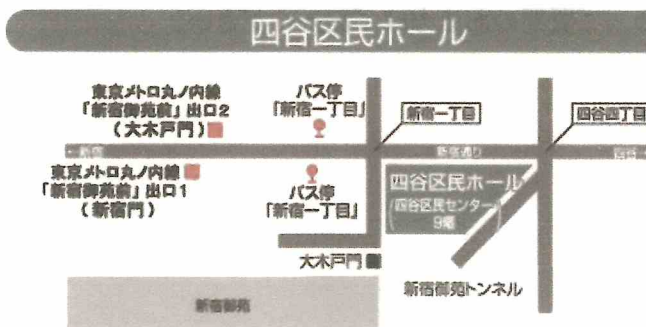 四谷区民ホール
東京メトロ丸ノ内線
「新宿御苑前」出口2
(大木戸門)
バス停
「新宿一丁目」
新宿一丁目
四谷四丁目
←新宿
新宿通り
四谷→
東京メトロ丸ノ内線
「新宿御苑前」出口1
(新宿門)
バス停
「新宿一丁目」
四谷区民ホール
(四谷区民センター
9階)
大木戸門
新宿御苑
新宿御苑トンネル